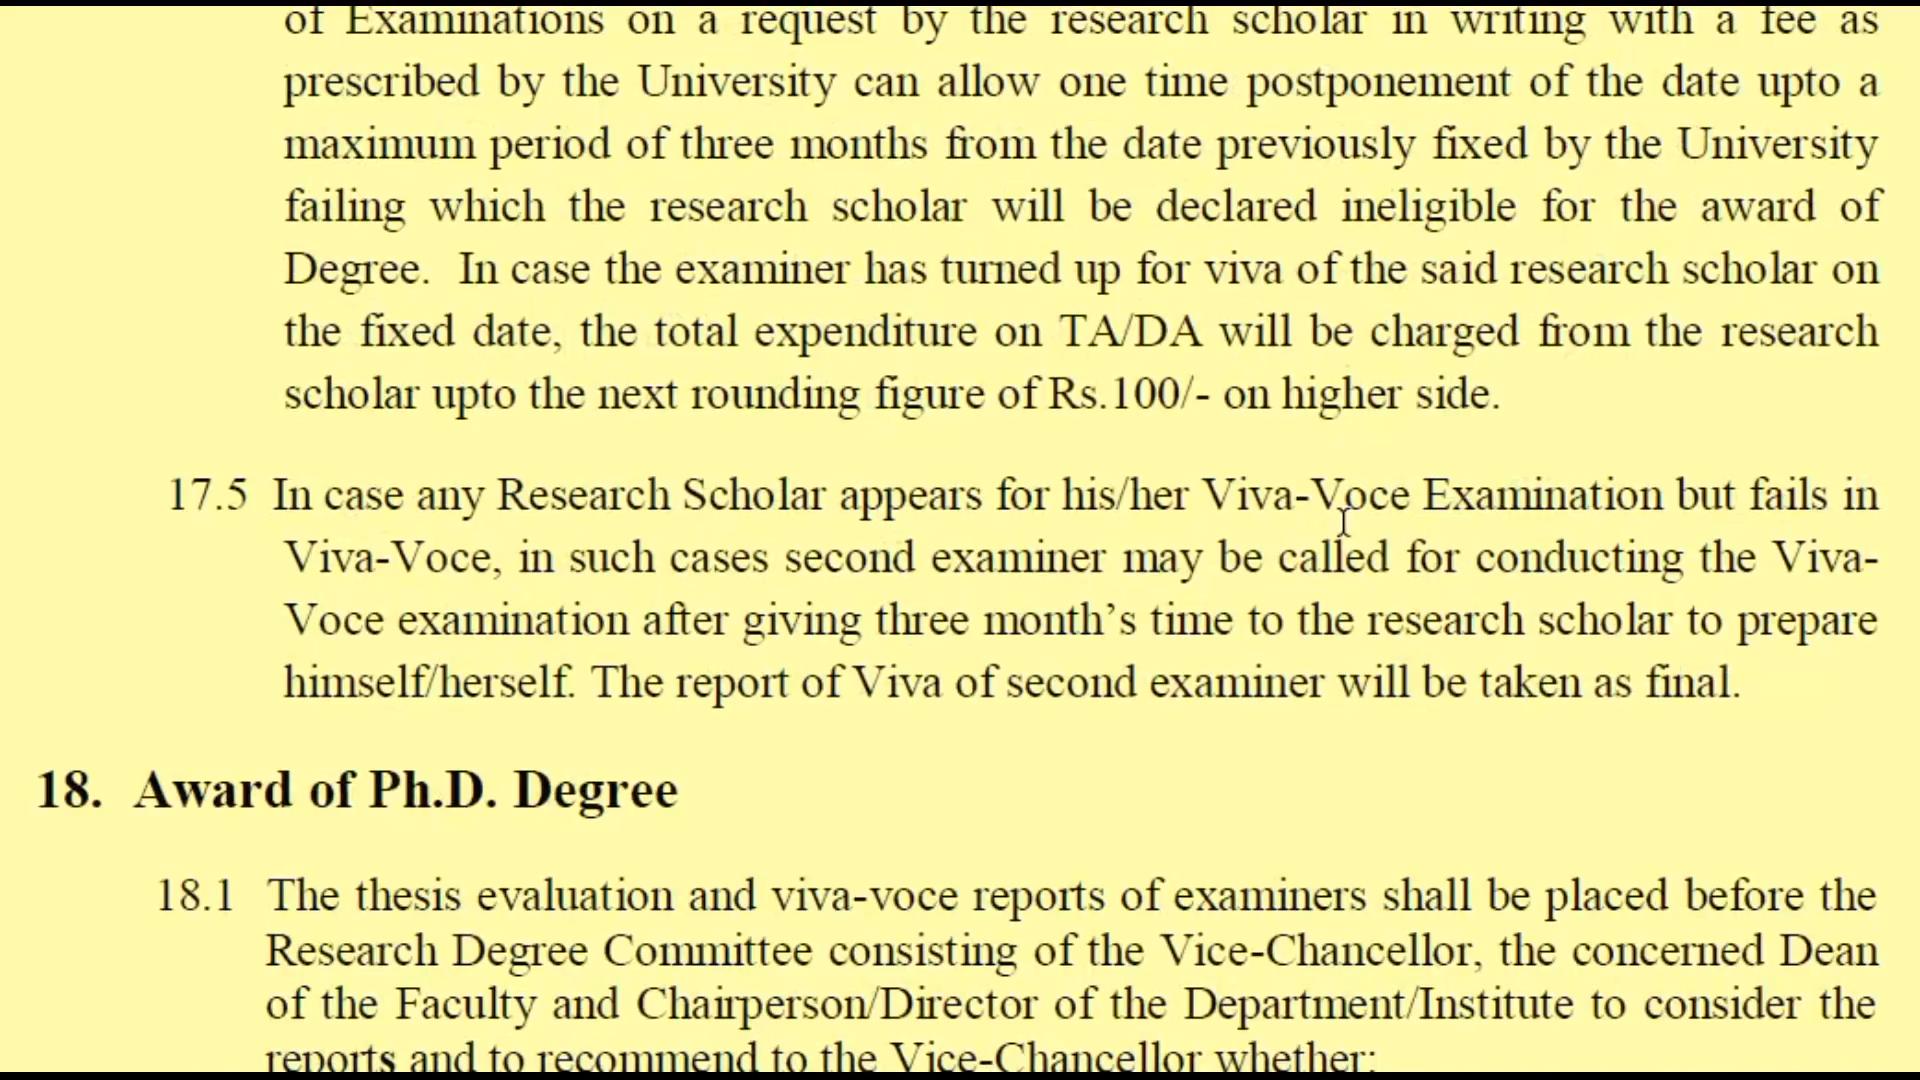 of Examinations on a request by the research scholar in writing with a fee as
prescribed by the University can allow one time postponement of the date upto a
maximum period of three months from the date previously fixed by the University
failing which the research scholar will be declared ineligible for the award of
Degree. In case the examiner has turned up for viva of the said research scholar on
the fixed date, the total expenditure on TA/DA will be charged from the research
scholar upto the next rounding figure of Rs.100/- on higher side.
17.5 In case any Research Scholar appears for his/her Viva-Voce Examination but fails in
Viva-Voce, in such cases second examiner may be called for conducting the Viva-
Voce examination after giving three month’s time to the research scholar to prepare
himself/herself. The report of Viva of second examiner will be taken as final.
18. Award of Ph.D. Degree
18.1 The thesis evaluation and viva-voce reports of examiners shall be placed before the
Research Degree Committee consisting of the Vice-Chancellor, the concerned Dean
of the Faculty and Chairperson/Director of the Department/Institute to consider the
reports and to recommend to the Vice-Chancellor whether: